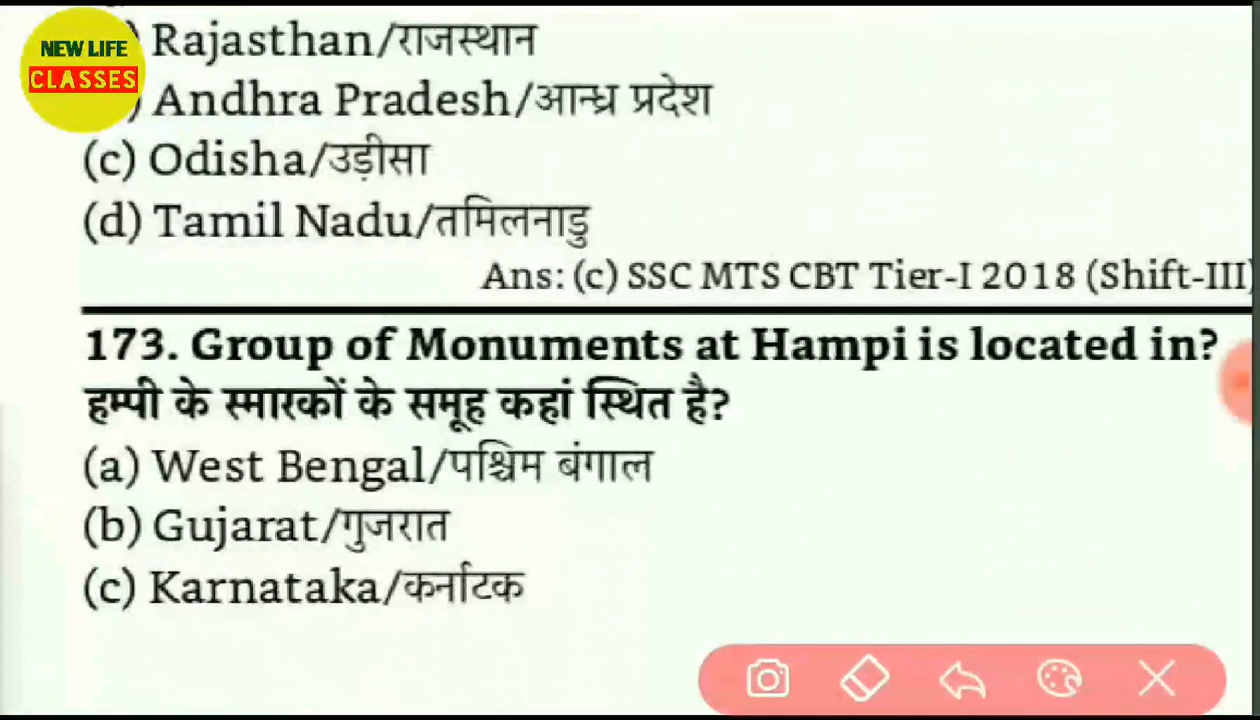 NEW LIFE
CLASSES
) Rajasthan/राजस्थान
) Andhra Pradesh/आन्ध्र प्रदेश
(c) Odisha/उड़ीसा
(d) Tamil Nadu/तमिलनाडु
Ans: (c) SSC MTS CBT Tier-I 2018 (Shift-III)
173. Group of Monuments at Hampi is located in?
हम्पी के स्मारकों के समूह कहां स्थित है?
(a) West Bengal/पश्चिम बंगाल
(b) Gujarat/गुजरात
(c) Karnataka/कर्नाटक